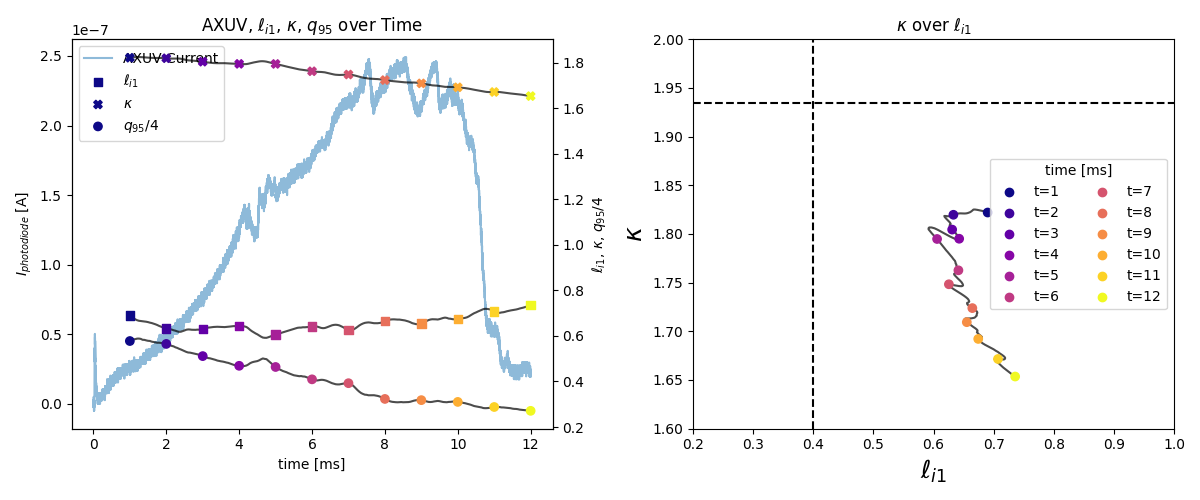 AXUV, ℓi1, κ, q95 over Time
1e−7
AXUV Current
ℓi1
κ
q95/4
2.5
2.0
1.5
1.0
0.5
0.0
Iphotodiode [A]
0 2 4 6 8 10 12
time [ms]
1.8
1.6
1.4
1.2
1.0
0.8
0.6
0.4
0.2
ℓi1, κ, q95/4
κ over ℓi1
2.00
1.95
1.90
1.85
1.80
1.75
1.70
1.65
1.60
κ
time [ms]
t=1 t=7
t=2 t=8
t=3 t=9
t=4 t=10
t=5 t=11
t=6 t=12
0.2 0.3 0.4 0.5 0.6 0.7 0.8 0.9 1.0
ℓi1